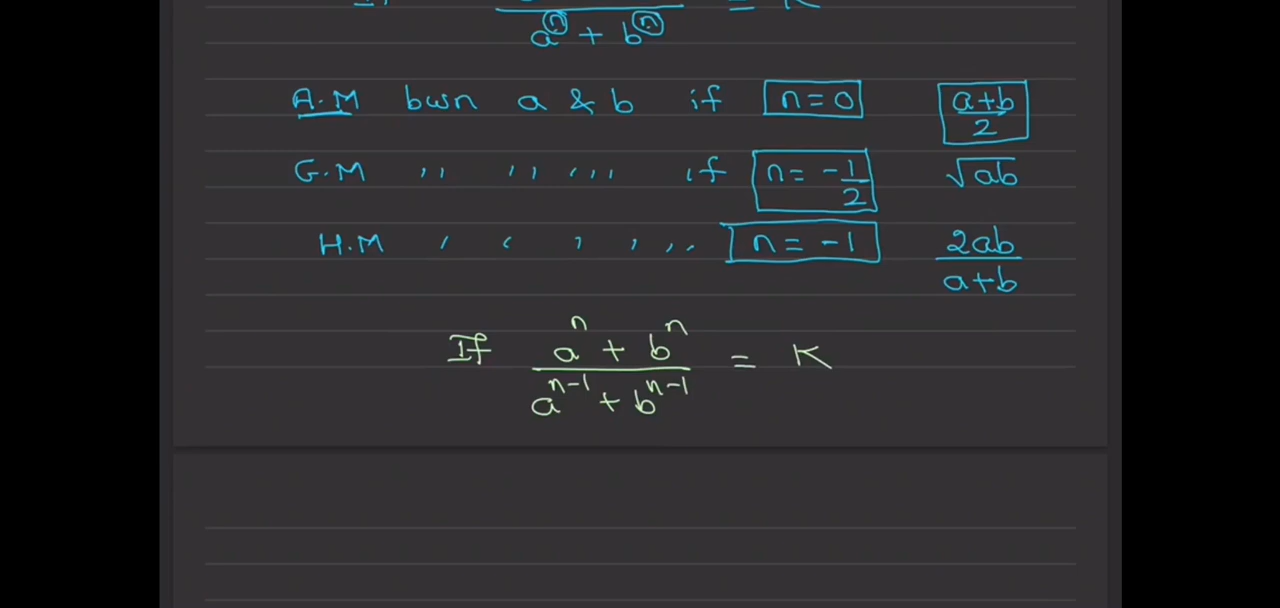 a^n + b^n = K
A.M bwn a & b if n = 0 a+b/2
G.M ,, ,, ,,, if n = -1/2 √ab
H.M , , , , ,, n = -1 2ab/a+b
If a^n + b^n / a^(n-1) + b^(n-1) = K